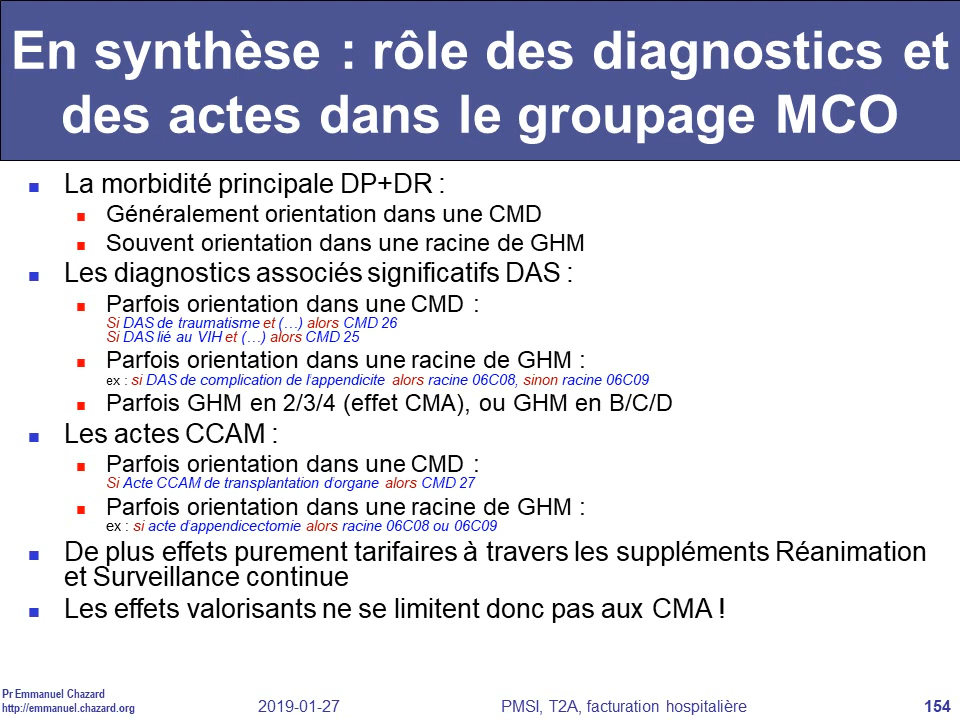 En synthèse : rôle des diagnostics et
des actes dans le groupage MCO
La morbidité principale DP+DR :
Généralement orientation dans une CMD
Souvent orientation dans une racine de GHM
Les diagnostics associés significatifs DAS :
Parfois orientation dans une CMD :
Si DAS de traumatisme et (…) alors CMD 26
Si DAS lié au VIH et (…) alors CMD 25
Parfois orientation dans une racine de GHM :
ex : si DAS de complication de l'appendicite alors racine 06C08, sinon racine 06C09
Parfois GHM en 2/3/4 (effet CMA), ou GHM en B/C/D
Les actes CCAM :
Parfois orientation dans une CMD :
Si Acte CCAM de transplantation d'organe alors CMD 27
Parfois orientation dans une racine de GHM :
ex : si acte d'appendicectomie alors racine 06C08 ou 06C09
De plus effets purement tarifaires à travers les suppléments Réanimation
et Surveillance continue
Les effets valorisants ne se limitent donc pas aux CMA !
Pr Emmanuel Chazard
http://emmanuel.chazard.org
2019-01-27
PMSI, T2A, facturation hospitalière
154